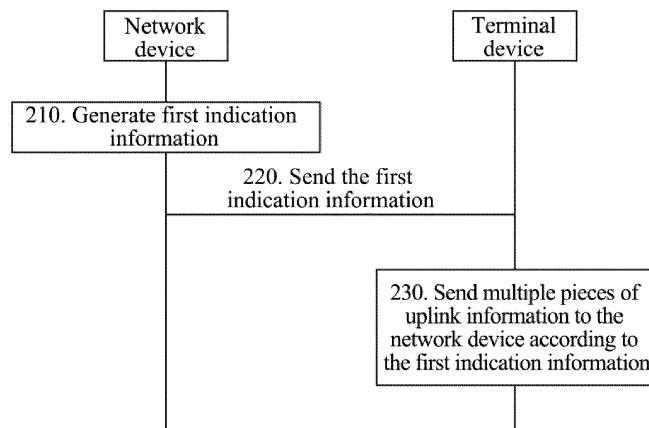 Network
device
Terminal
device
210. Generate first indication
information
220. Send the first
indication information
230. Send multiple pieces of
uplink information to the
network device according to
the first indication information